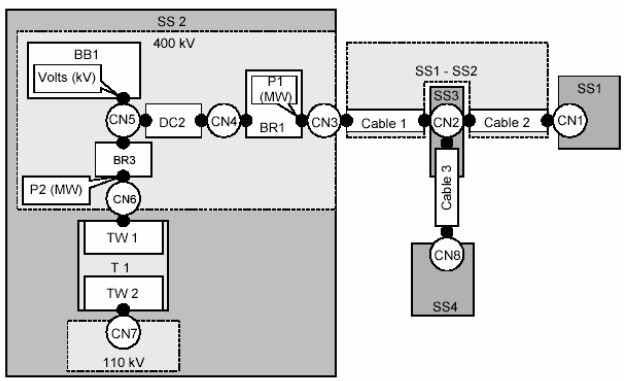 SS 2
400 kV
BB1
Volts (kV)
P1
(MW)
SS1 - SS2
SS1
SS3
CN5
DC2
CN4
BR1
CN3
Cable 1
CN2
Cable 2
CN1
BR3
P2 (MW)
CN6
Cable 3
TW 1
T 1
TW 2
CN8
SS4
CN7
110 kV